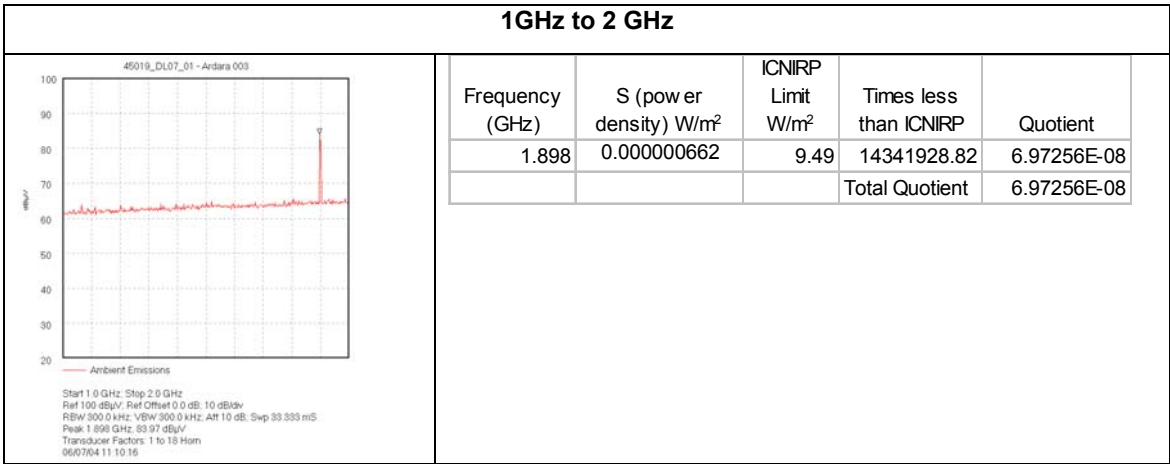 1GHz to 2 GHz
45019_DL07_01 - Ardara 003
100
90
80
70
60
50
40
30
20
dBµV
Ambient Emissions
Start 1.0 GHz; Stop 2.0 GHz
Ref 100 dBµV; Ref Offset 0.0 dB; 10 dB/div
RBW 300.0 kHz; VBW 300.0 kHz; Att 10 dB; Swp 33.333 mS
Peak 1.898 GHz, 83.97 dBµV
Transducer Factors: 1 to 18 Horn
06/07/04 11:10:16
Frequency (GHz) S (power density) W/m² ICNIRP Limit W/m² Times less than ICNIRP Quotient
1.898 0.000000662 9.49 14341928.82 6.97256E-08
Total Quotient 6.97256E-08